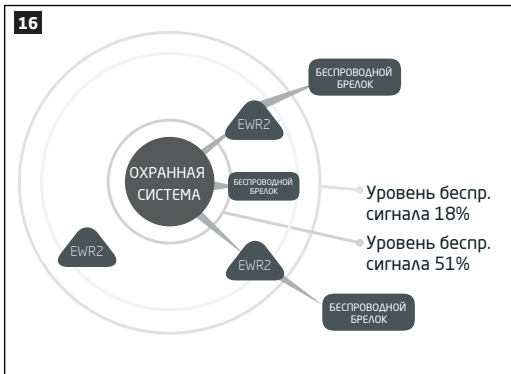 16
БЕСПРОВОДНОЙ
БРЕЛОК
EWR2
ОХРАННАЯ
СИСТЕМА
БЕСПРОВОДНОЙ
БРЕЛОК
Уровень беспр.
сигнала 18%
Уровень беспр.
сигнала 51%
EWR2
EWR2
БЕСПРОВОДНОЙ
БРЕЛОК